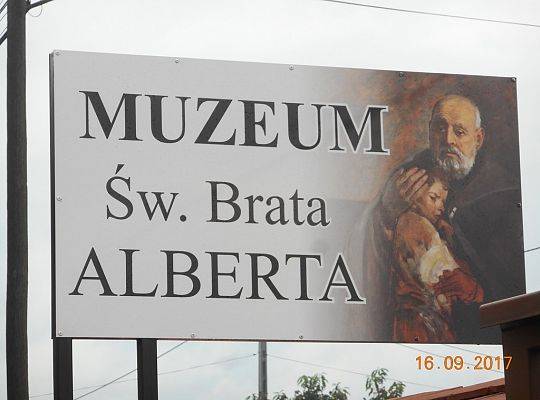 MUZEUM
Św. Brata
ALBERTA
16.09.2017